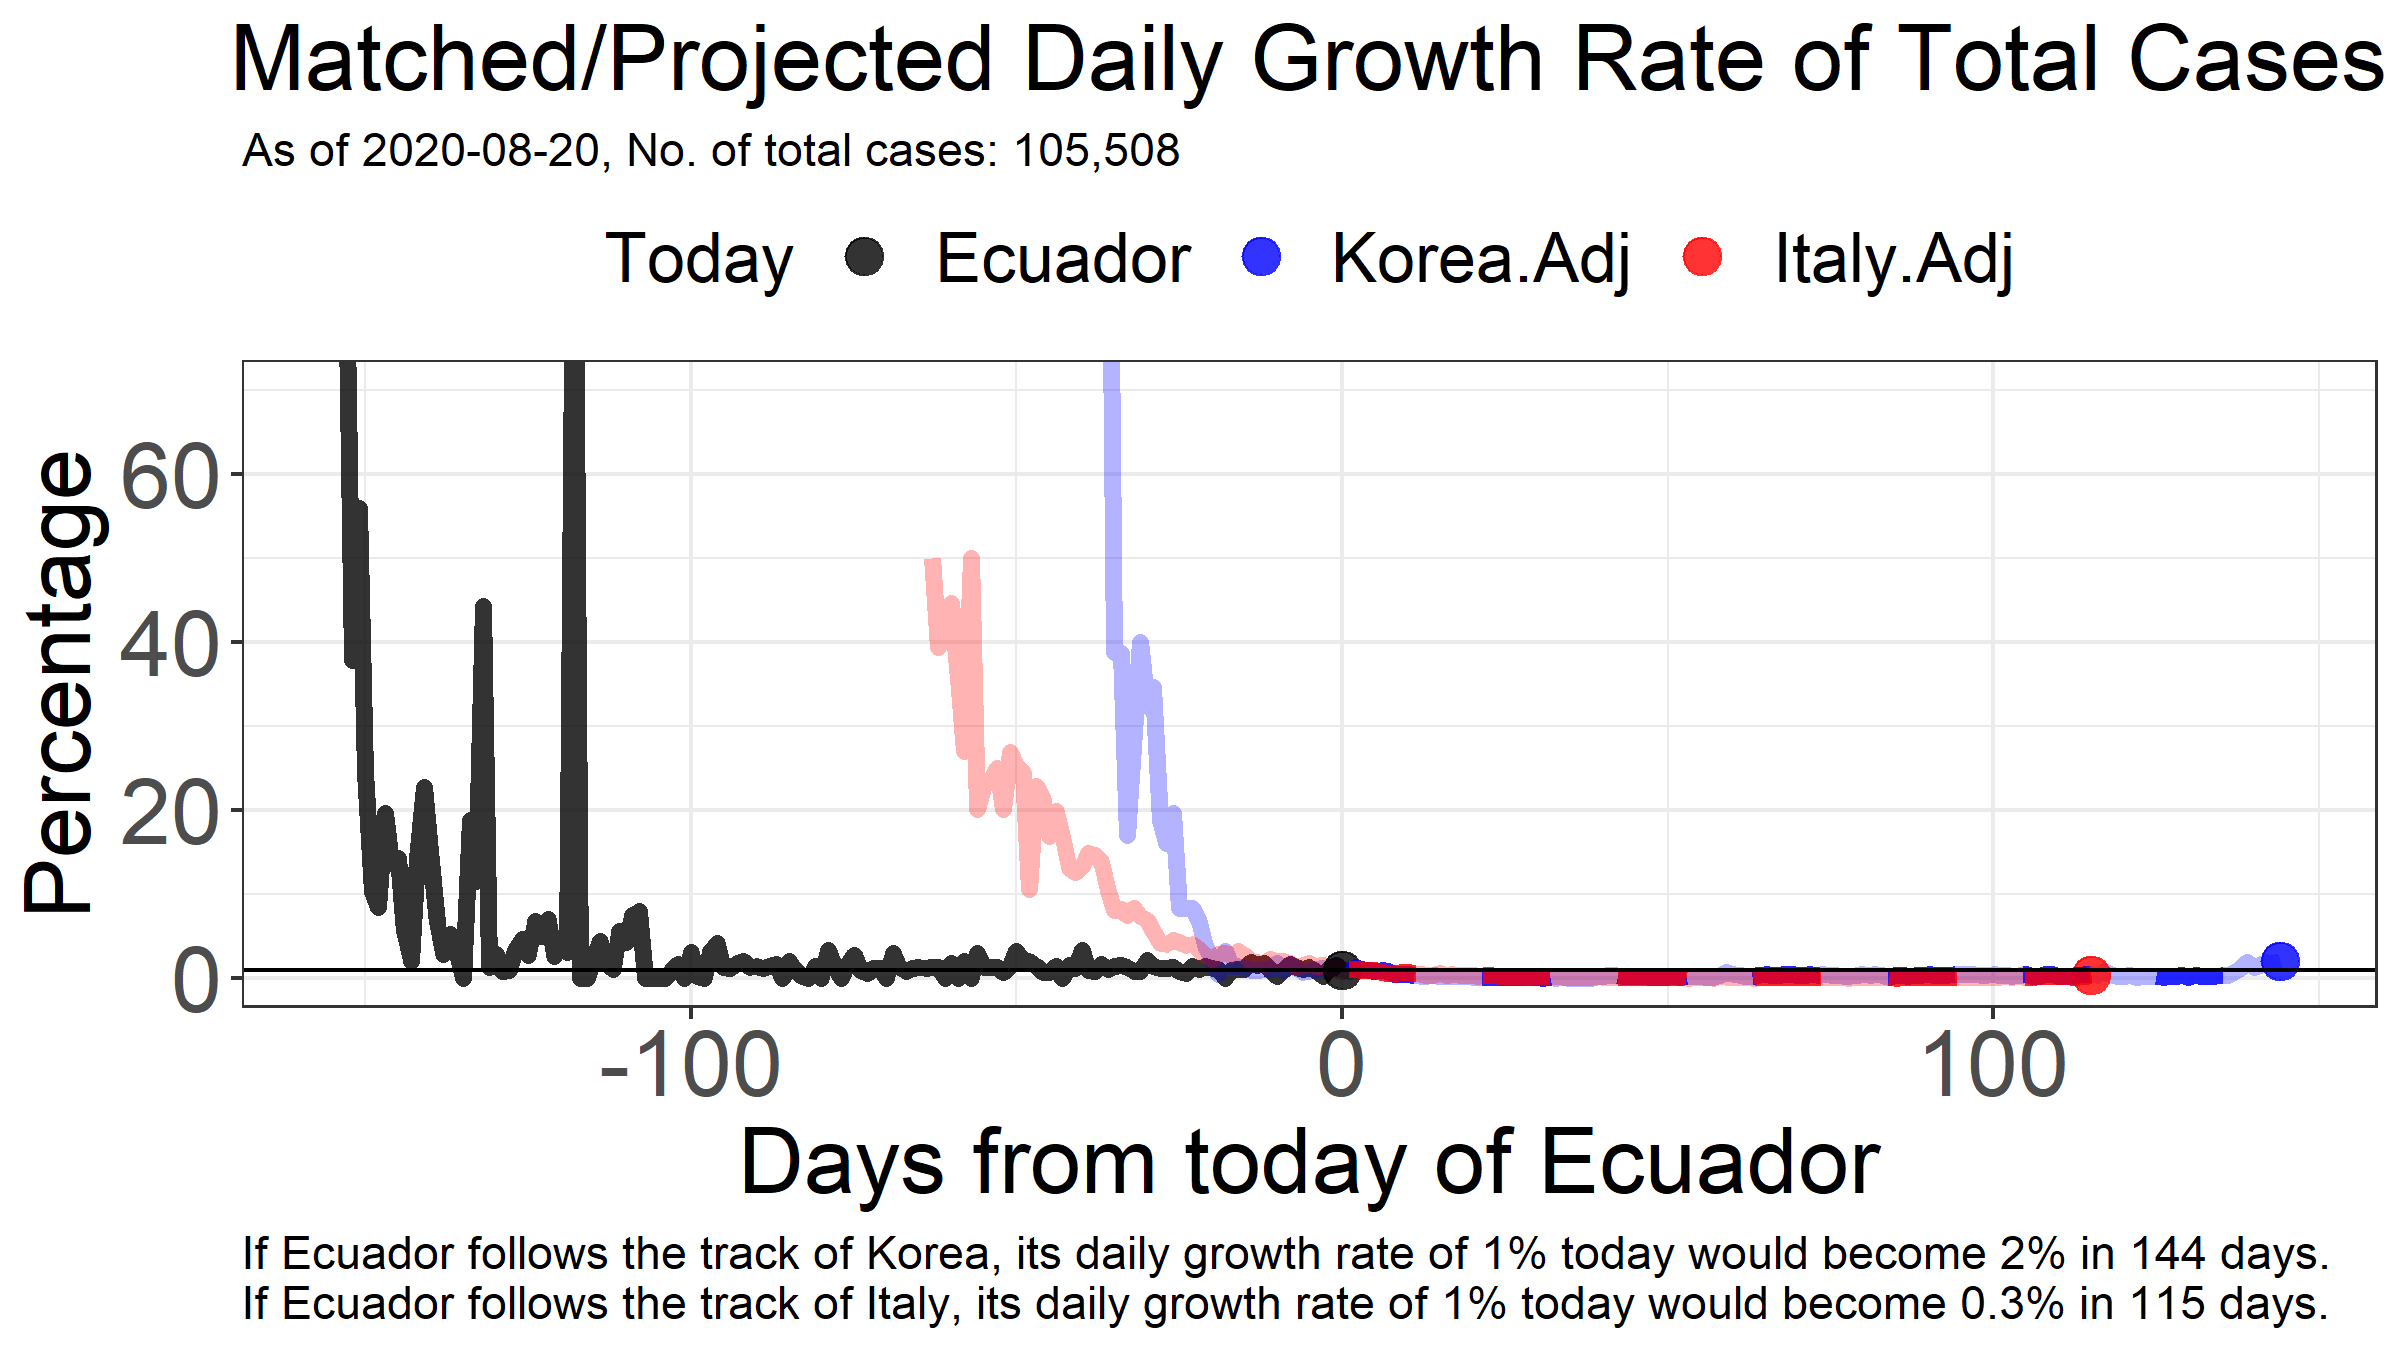 Matched/Projected Daily Growth Rate of Total Cases
As of 2020-08-20, No. of total cases: 105,508
Today Ecuador Korea.Adj Italy.Adj
Percentage
60
40
20
0
-100 0 100
Days from today of Ecuador
If Ecuador follows the track of Korea, its daily growth rate of 1% today would become 2% in 144 days.
If Ecuador follows the track of Italy, its daily growth rate of 1% today would become 0.3% in 115 days.